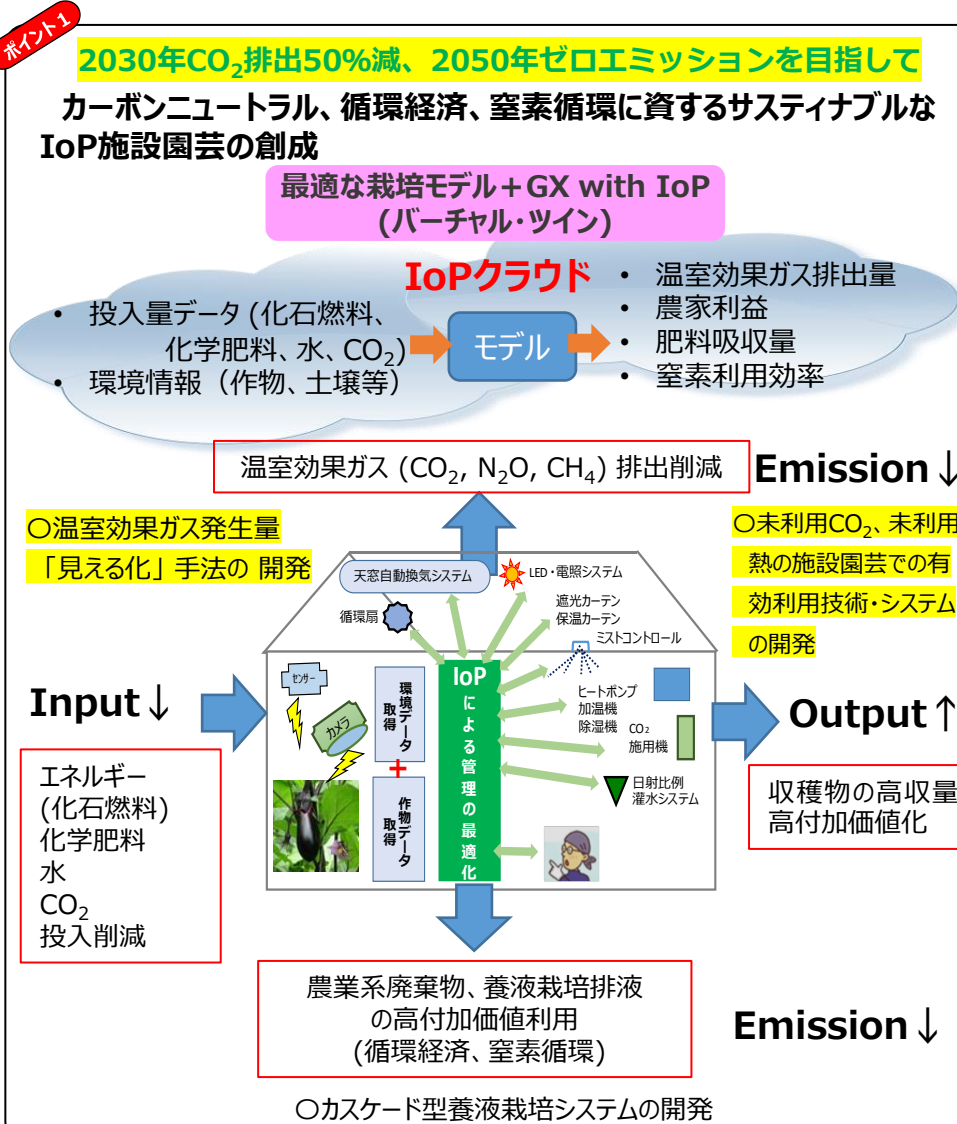 ポイント1
2030年CO₂排出50%減、2050年ゼロエミッションを目指して
カーボンニュートラル、循環経済、窒素循環に資するサスティナブルな
IoP施設園芸の創成
最適な栽培モデル+GX with IoP
(バーチャル・ツイン)
IoPクラウド
• 投入量データ (化石燃料、
化学肥料、水、CO₂)
• 環境情報(作物、土壌等)
モデル
• 温室効果ガス排出量
• 農家利益
• 肥料吸収量
• 窒素利用効率
温室効果ガス (CO₂, N₂O, CH₄) 排出削減
Emission↓
〇温室効果ガス発生量
「見える化」手法の 開発
〇未利用CO₂、未利用
熱の施設園芸での有
効利用技術・システム
の開発
天窓自動換気システム
LED・電照システム
循環扇
遮光カーテン
保温カーテン
ミストコントロール
センサー
カメラ
環境データ
取得
+
作物データ
取得
IoPによる管理の最適化
ヒートポンプ
加温機
除湿機
CO₂
施用機
日射比例
灌水システム
Input↓
エネルギー
(化石燃料)
化学肥料
水
CO₂
投入削減
Output↑
収穫物の高収量
高付加価値化
農業系廃棄物、養液栽培排液
の高付加価値利用
(循環経済、窒素循環)
Emission↓
〇カスケード型養液栽培システムの開発